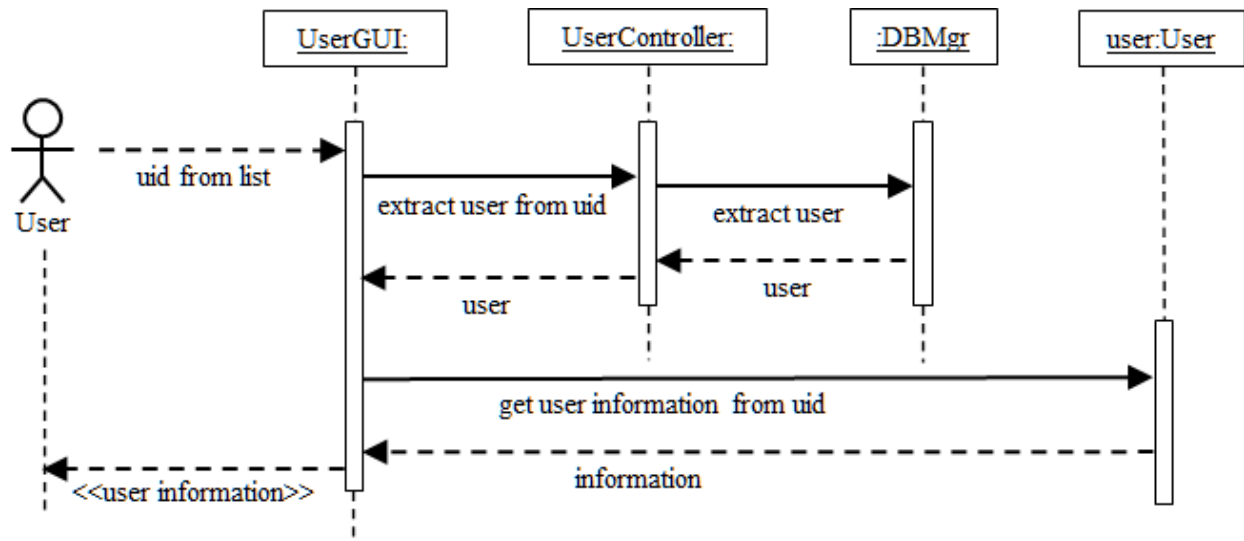 UserGUI:
UserController:
:DBMgr
user:User
uid from list
User
extract user from uid
extract user
user
user
get user information from uid
information
<<user information>>